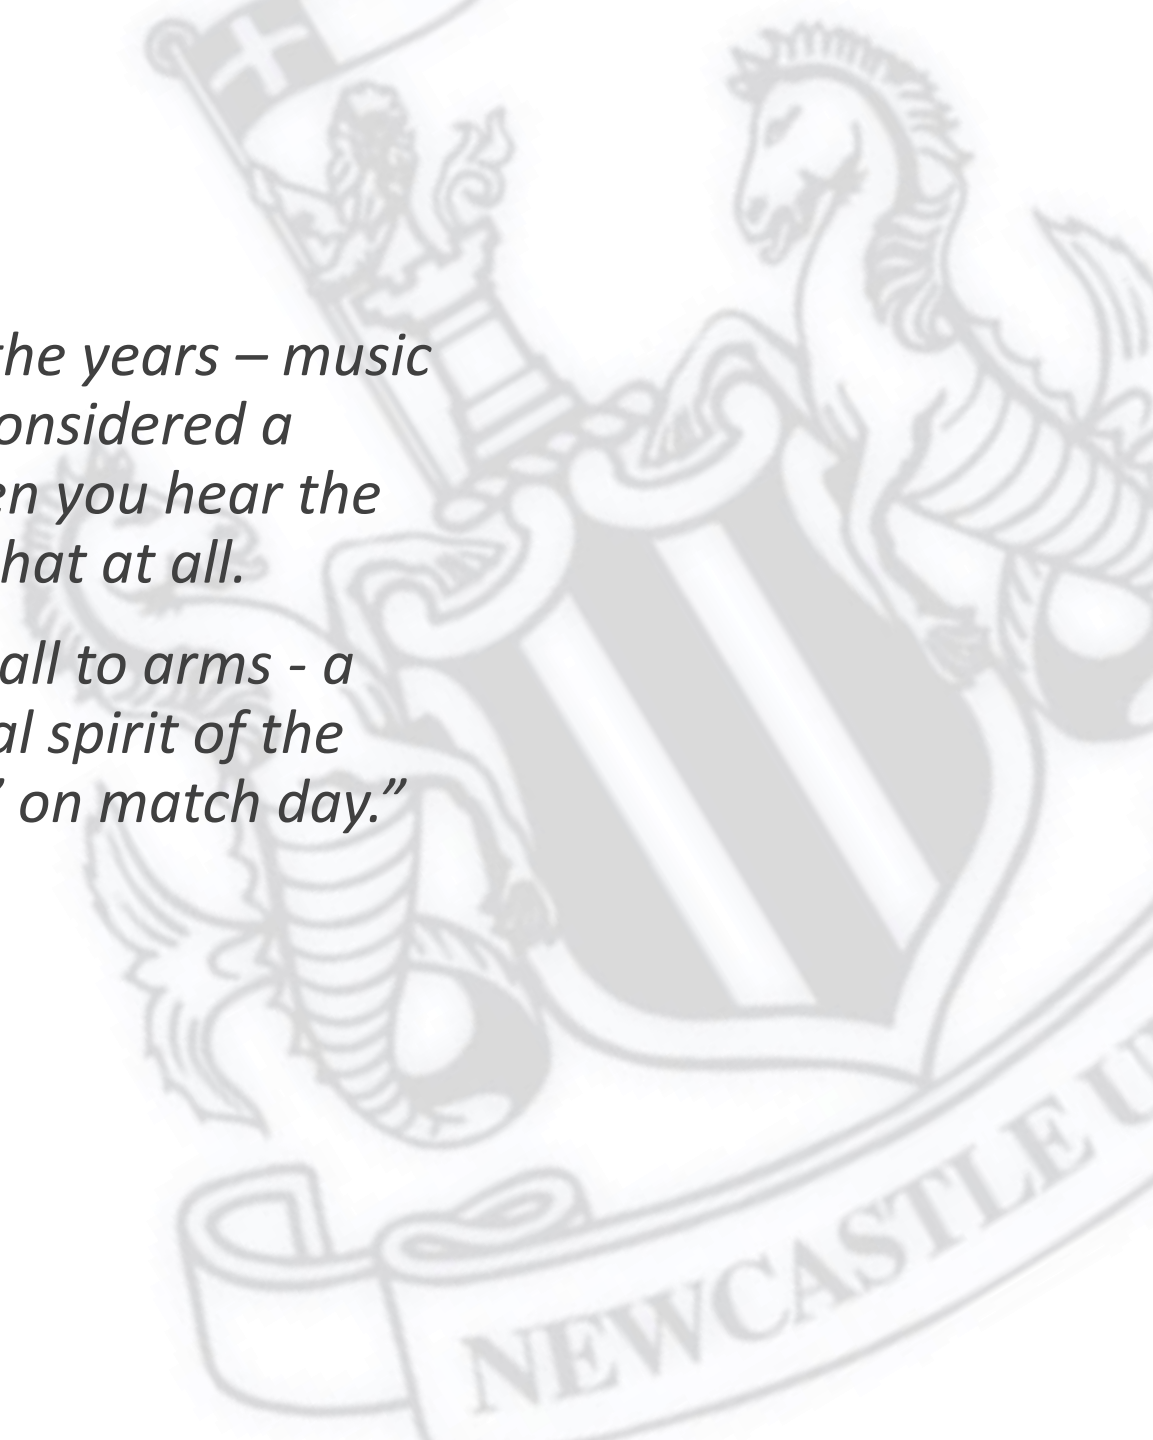 the years – music
onsidered a
en you hear the
hat at all.
all to arms - a
al spirit of the
’ on match day.”
NEWCASTLE U